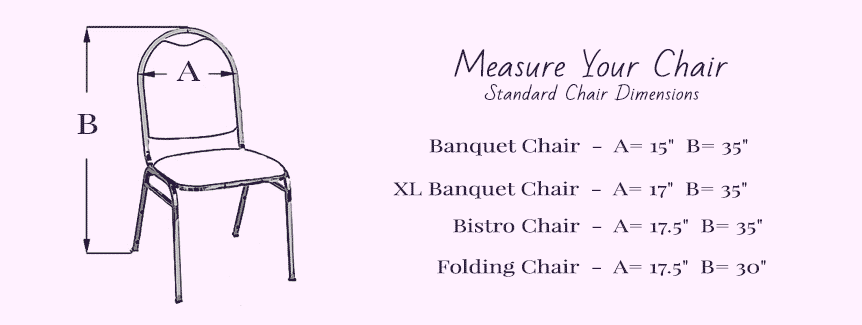 A
B
Measure Your Chair
Standard Chair Dimensions
Banquet Chair - A= 15" B= 35"
XL Banquet Chair - A= 17" B= 35"
Bistro Chair - A= 17.5" B= 35"
Folding Chair - A= 17.5" B= 30"